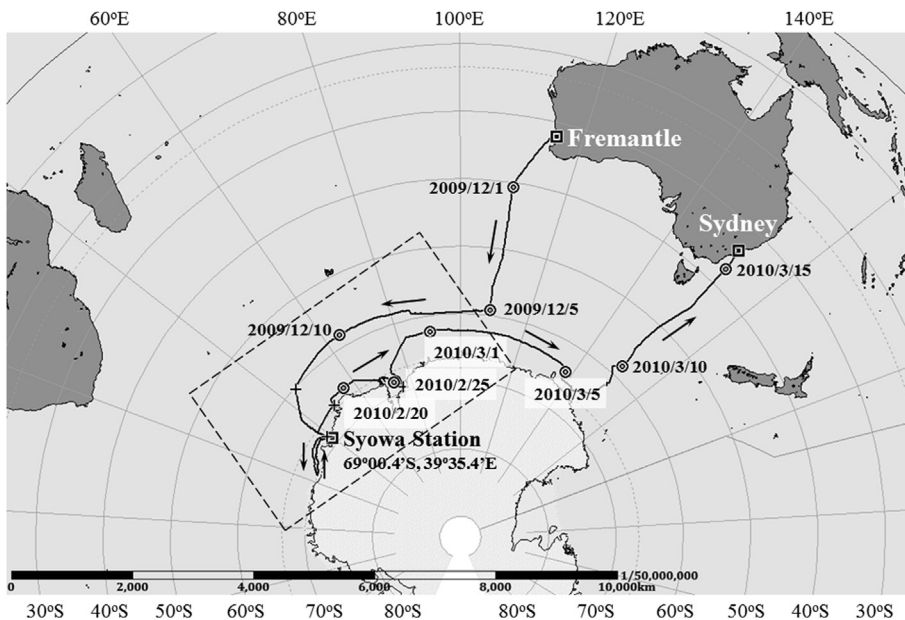 60ºE 80ºE 100ºE 120ºE 140ºE
Fremantle
2009/12/1
Sydney
2010/3/15
2009/12/5
2009/12/10
2010/3/1
2010/3/10
2010/2/25
2010/3/5
2010/2/20
Syowa Station
69º00.4'S, 39º35.4'E
1/50,000,000
0 2,000 4,000 6,000 8,000 10,000km
30ºS 40ºS 50ºS 60ºS 70ºS 80ºS 80ºS 70ºS 60ºS 50ºS 40ºS 30ºS